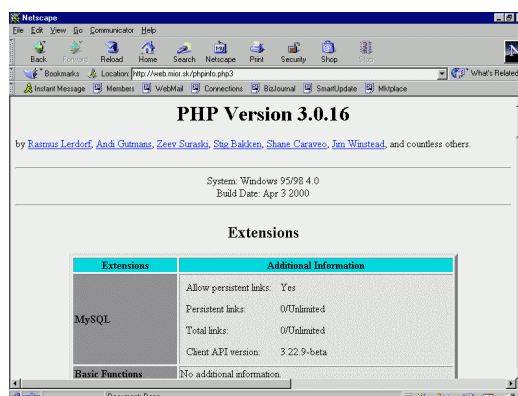 Netscape
File Edit View Go Communicator Help
Back Forward Reload Home Search Netscape Print Security Shop Stop
Bookmarks Location: http://web.mior.sk/phpinfo.php3 What's Related
Instant Message Members WebMail Connections BizJournal SmartUpdate Mktplace
PHP Version 3.0.16
by Rasmus Lerdorf, Andi Gutmans, Zeev Suraski, Stig Bakken, Shane Caraveo, Jim Winstead, and countless others.
System: Windows 95/98 4.0
Build Date: Apr 3 2000
Extensions
Extensions Additional Information
MySQL
Allow persistent links: Yes
Persistent links: 0/Unlimited
Total links: 0/Unlimited
Client API version: 3.22.9-beta
Basic Functions No additional information.
Document: Done